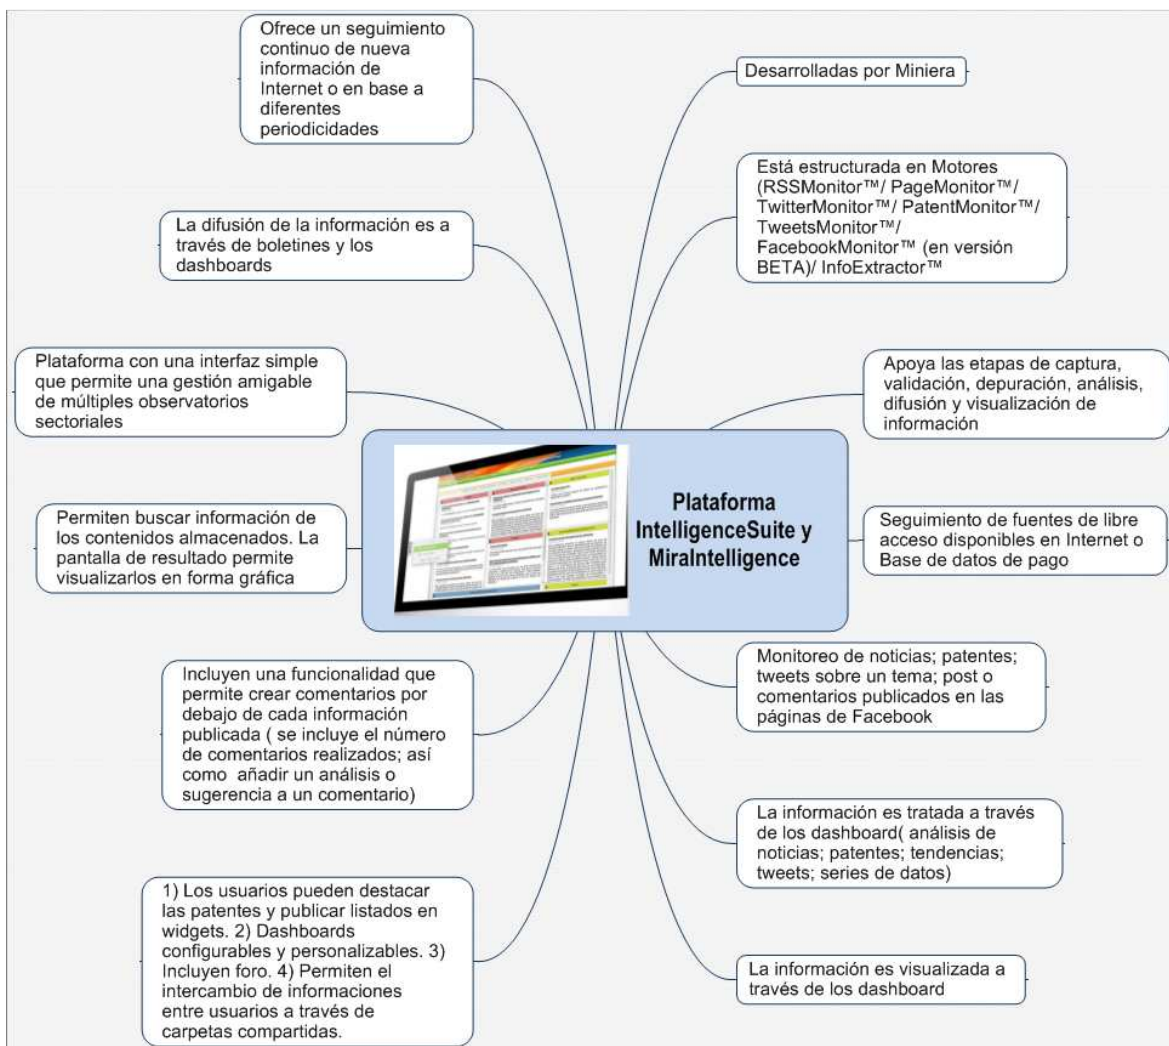 Ofrece un seguimiento
continuo de nueva
información de
Internet o en base a
diferentes
periodicidades
Desarrolladas por Miniera
Está estructurada en Motores
(RSSMonitor™/ PageMonitor™/
TwitterMonitor™/ PatentMonitor™/
TweetsMonitor™/
FacebookMonitor™ (en versión
BETA)/ InfoExtractor™
La difusión de la información es a
través de boletines y los
dashboards
Plataforma con una interfaz simple
que permite una gestión amigable
de múltiples observatorios
sectoriales
Apoya las etapas de captura,
validación, depuración, análisis,
difusión y visualización de
información
Plataforma
IntelligenceSuite y
MiraIntelligence
Permiten buscar información de
los contenidos almacenados. La
pantalla de resultado permite
visualizarlos en forma gráfica
Seguimiento de fuentes de libre
acceso disponibles en Internet o
Base de datos de pago
Incluyen una funcionalidad que
permite crear comentarios por
debajo de cada información
publicada ( se incluye el número
de comentarios realizados; así
como  añadir un análisis o
sugerencia a un comentario)
Monitoreo de noticias; patentes;
tweets sobre un tema; post o
comentarios publicados en las
páginas de Facebook
La información es tratada a través
de los dashboard( análisis de
noticias; patentes; tendencias;
tweets; series de datos)
1) Los usuarios pueden destacar
las patentes y publicar listados en
widgets. 2) Dashboards
configurables y personalizables. 3)
Incluyen foro. 4) Permiten el
intercambio de informaciones
entre usuarios a través de
carpetas compartidas.
La información es visualizada a
través de los dashboard